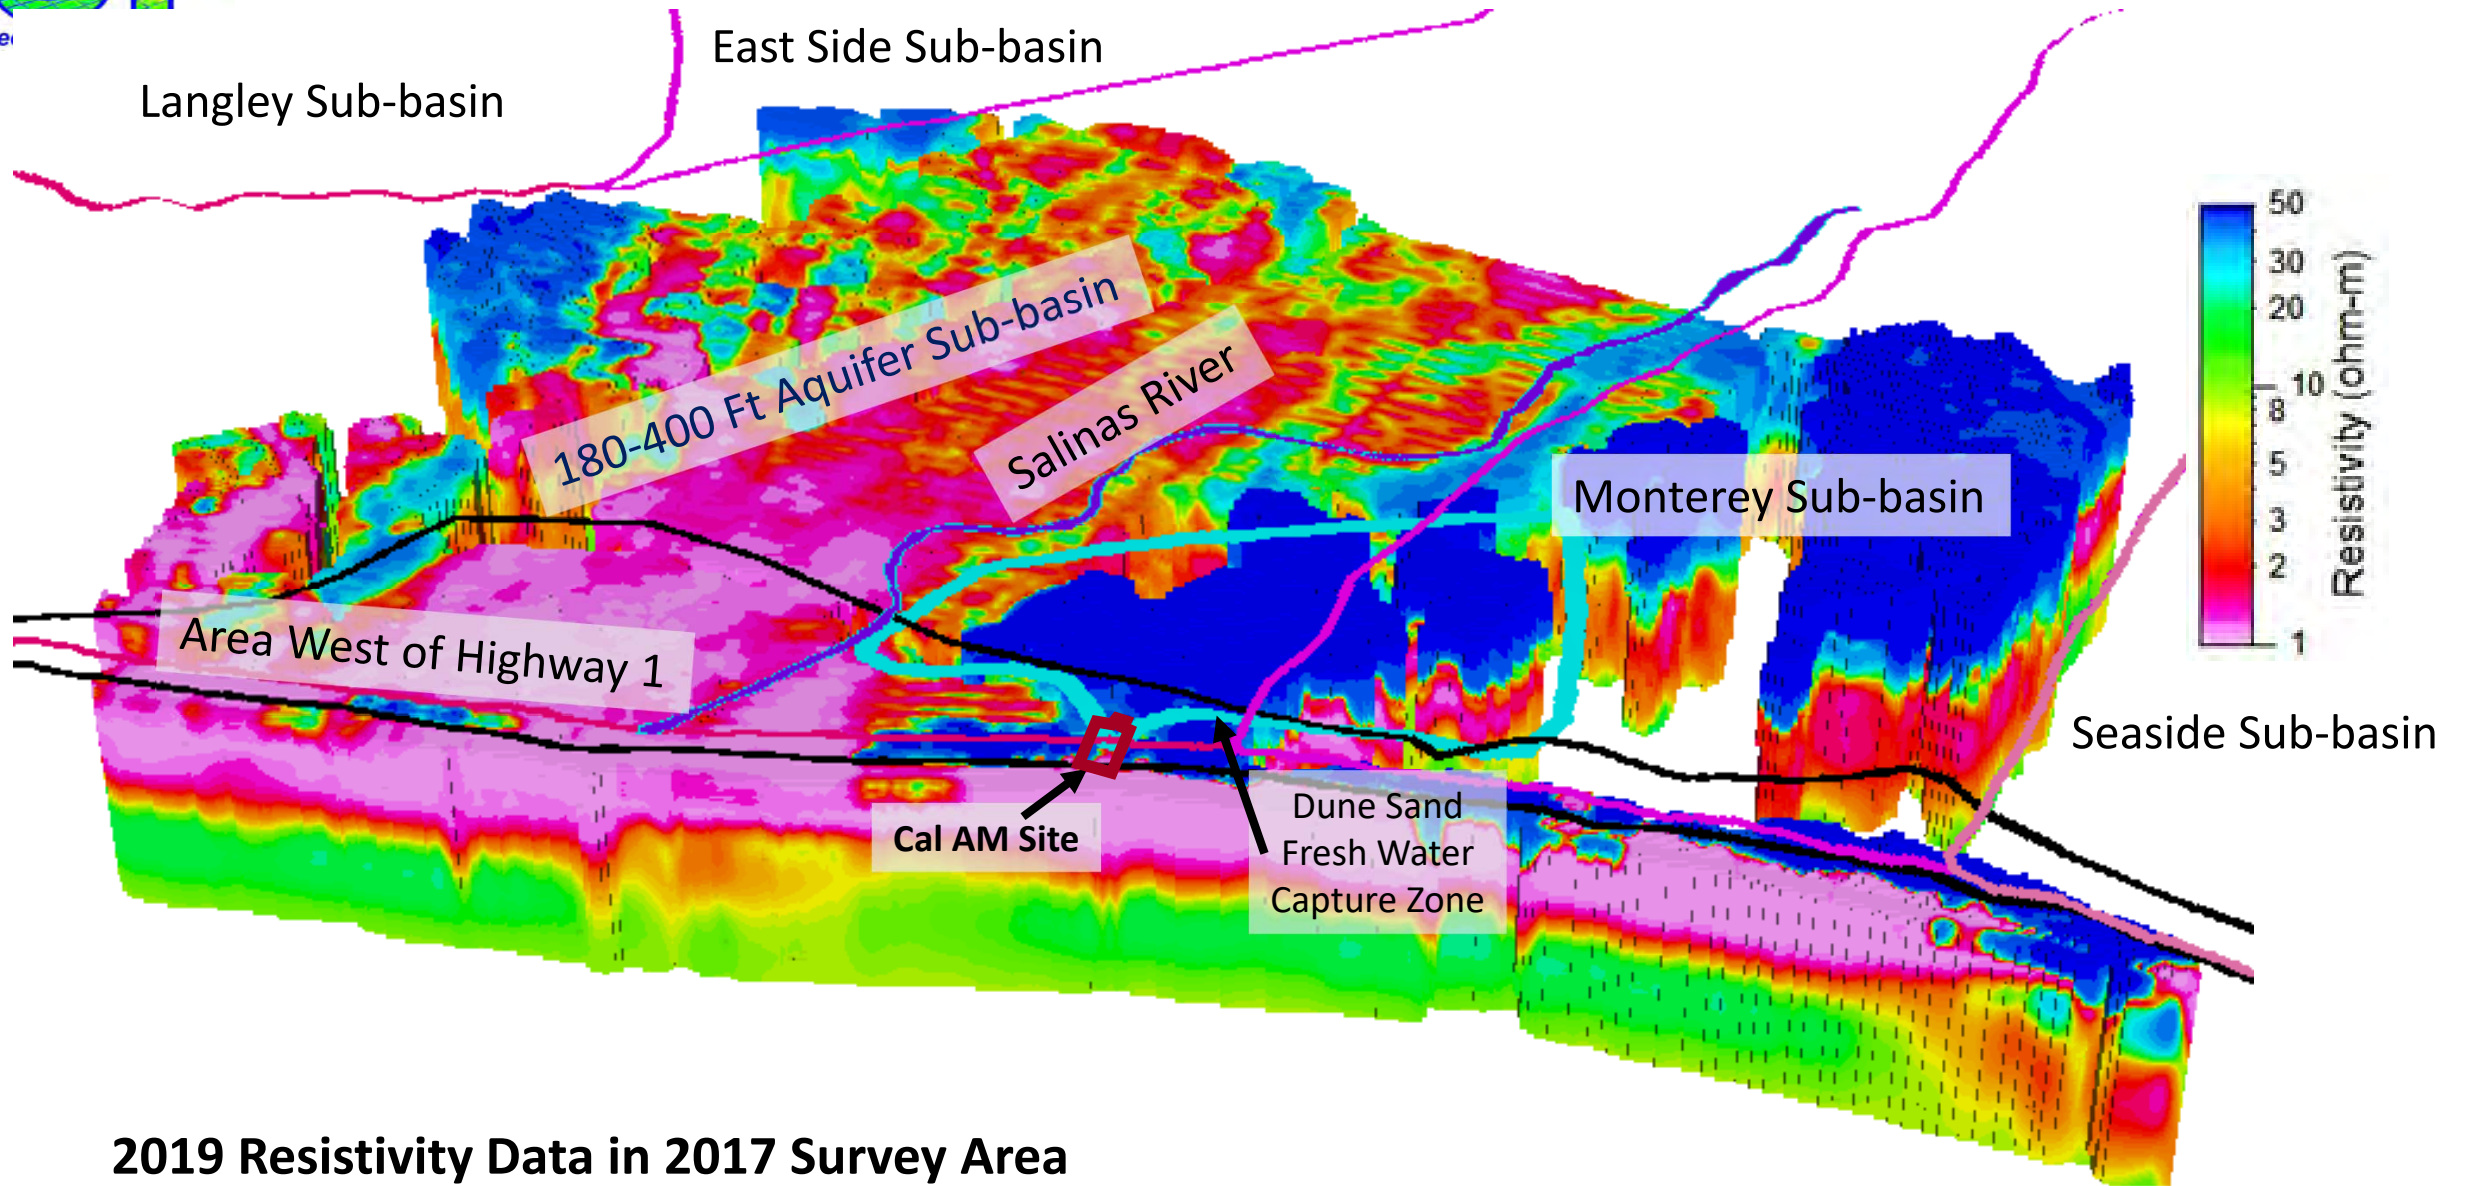 East Side Sub-basin
Langley Sub-basin
180-400 Ft Aquifer Sub-basin
Salinas River
Monterey Sub-basin
Area West of Highway 1
Seaside Sub-basin
Cal AM Site
Dune Sand
Fresh Water
Capture Zone
50
30
20
10
8
5
3
2
1
Resistivity (ohm-m)
2019 Resistivity Data in 2017 Survey Area